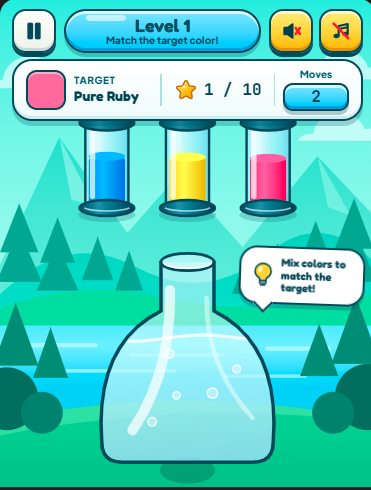 Level 1
Match the target color!
TARGET
Pure Ruby
1 / 10
Moves
2
Mix colors to
match the
target!